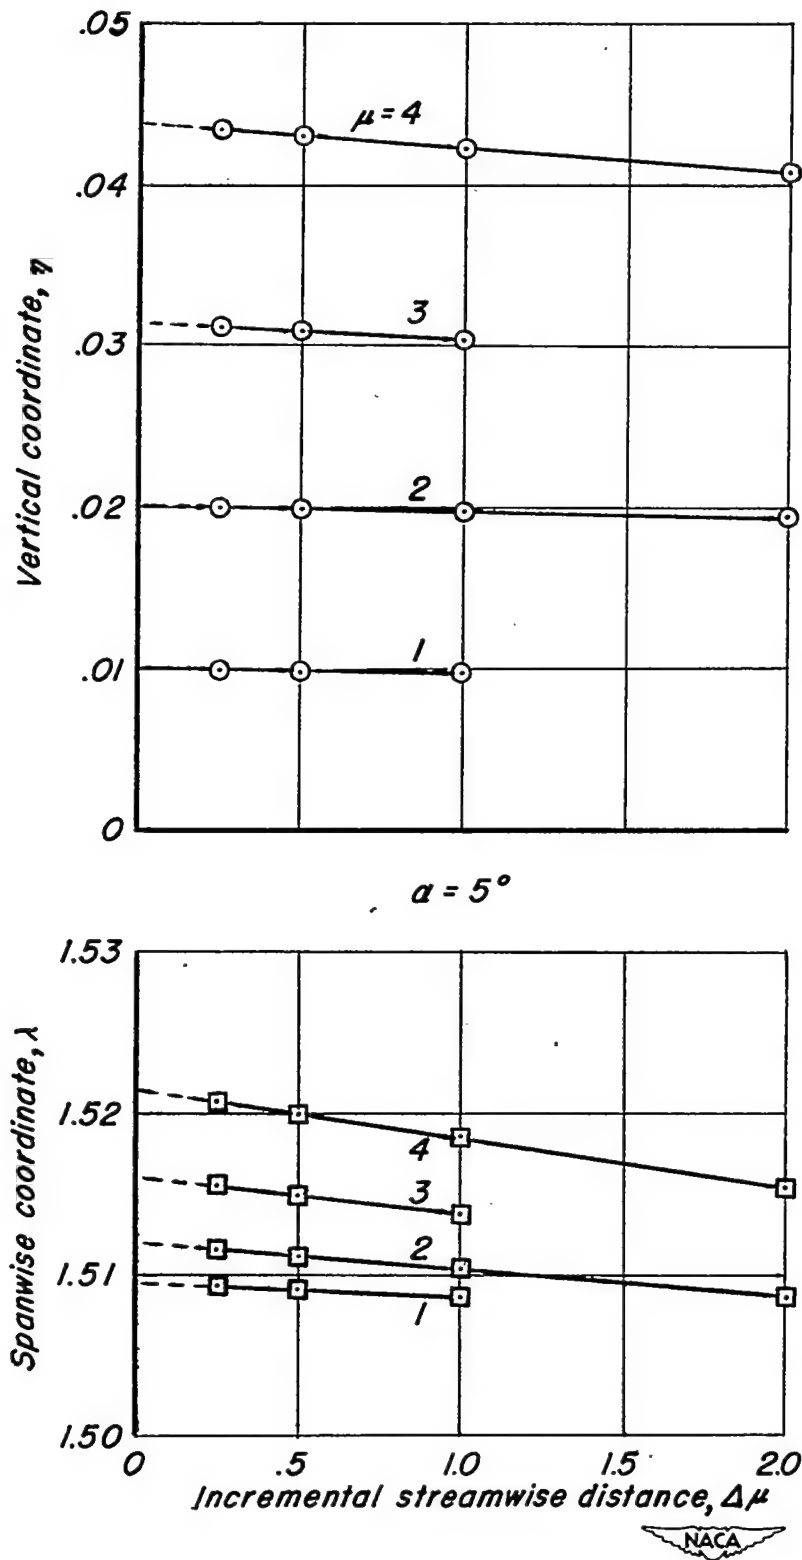 .05
μ = 4
.04
3
.03
2
.02
1
.01
0
Vertical coordinate, η
α = 5°
1.53
1.52
4
3
2
1.51
1
1.50
Spanwise coordinate, λ
0 .5 1.0 1.5 2.0
Incremental streamwise distance, Δμ
NACA